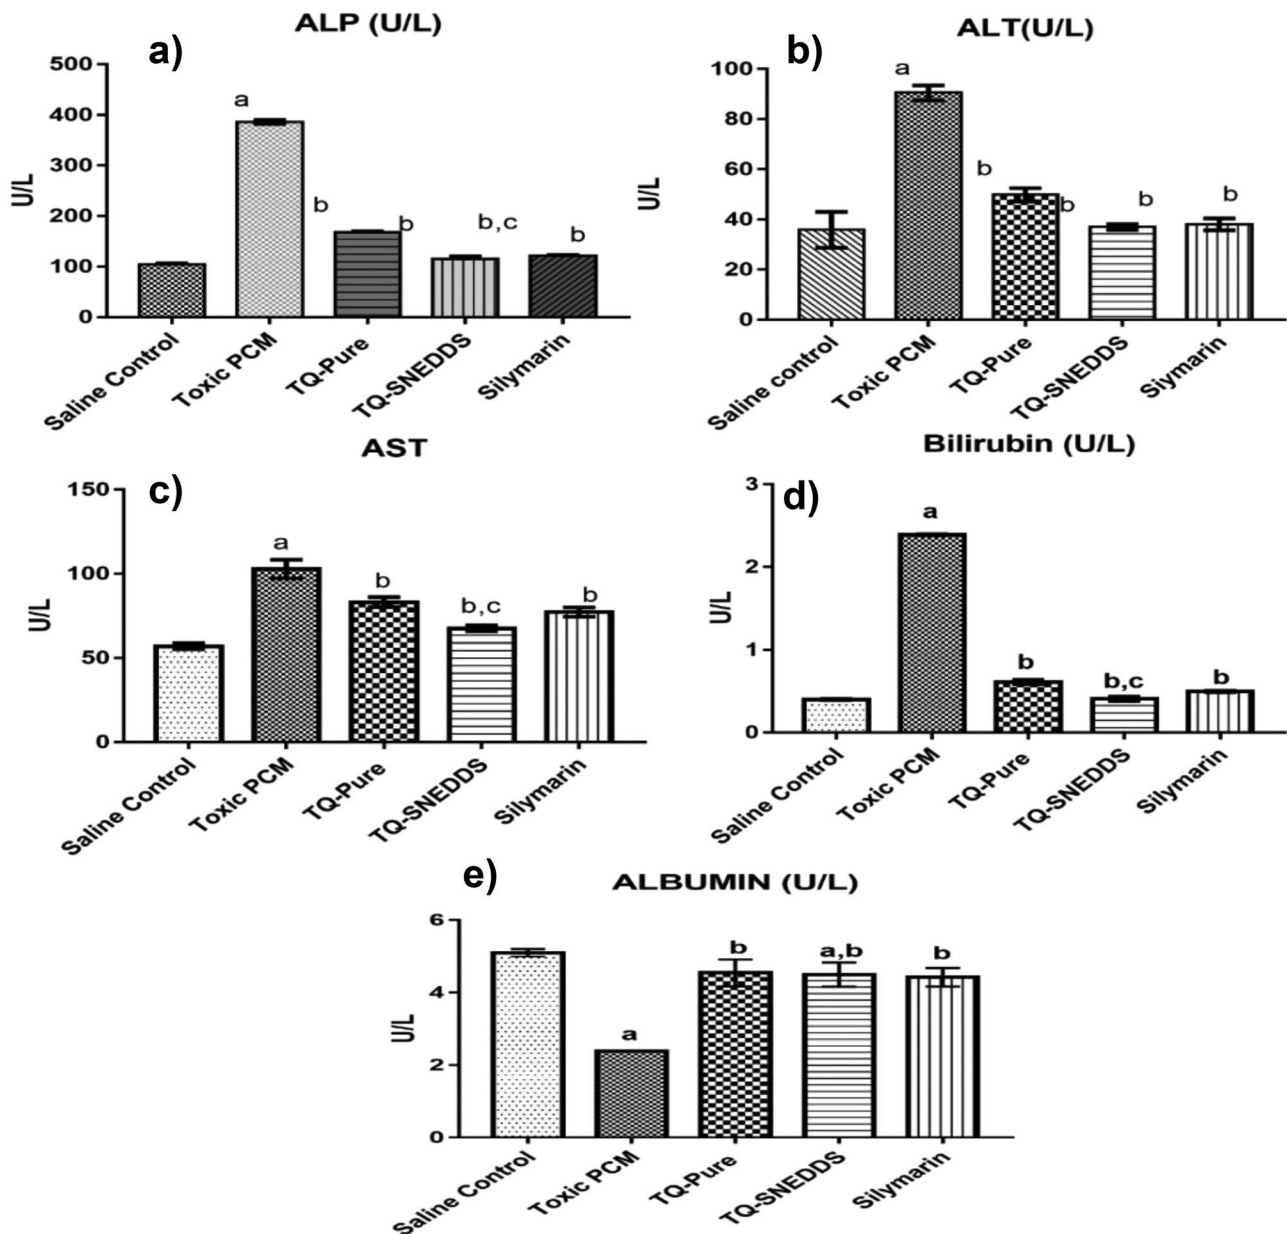 ALP (U/L)
a)
U/L
500
400
300
200
100
0
a
b
b
b,c
b
Saline Control
Toxic PCM
TQ-Pure
TQ-SNEDDS
Silymarin
ALT(U/L)
b)
U/L
100
80
60
40
20
0
a
b
b
b
b
Saline control
Toxic PCM
TQ-Pure
TQ-SNEDDS
Siymarin
AST
c)
U/L
150
100
50
0
a
b
b,c
b
Saline Control
Toxic PCM
TQ-Pure
TQ-SNEDDS
Silymarin
Bilirubin (U/L)
d)
U/L
3
2
1
0
a
b
b,c
b
Saline Control
Toxic PCM
TQ-Pure
TQ-SNEDDS
Silymarin
e)
ALBUMIN (U/L)
U/L
6
4
2
0
a
b
a,b
b
Saline Control
Toxic PCM
TQ-Pure
TQ-SNEDDS
Silymarin